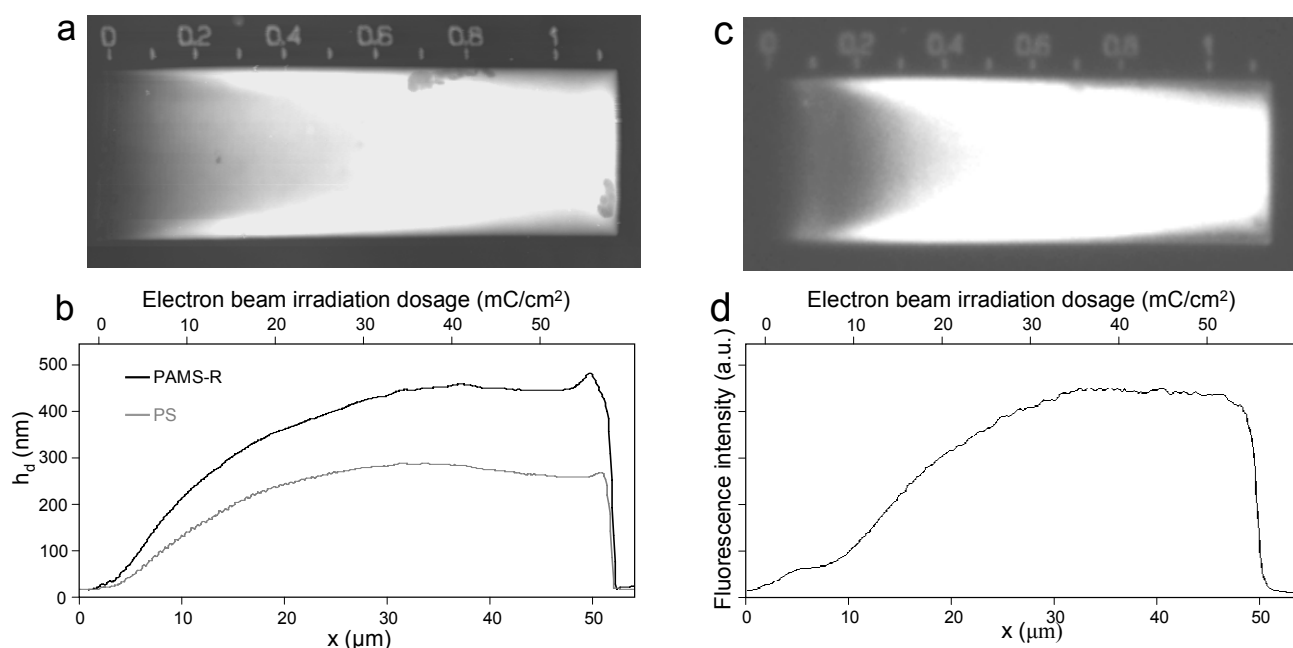 a
0 0.2 0.4 0.6 0.8 1
c
0 0.2 0.4 0.6 0.8 1
b
Electron beam irradiation dosage (mC/cm²)
0 10 20 30 40 50
500
400
300
200
100
0
h_d (nm)
PAMS-R
PS
0 10 20 30 40 50
x (μm)
d
Electron beam irradiation dosage (mC/cm²)
0 10 20 30 40 50
Fluorescence intensity (a.u.)
0 10 20 30 40 50
x (μm)